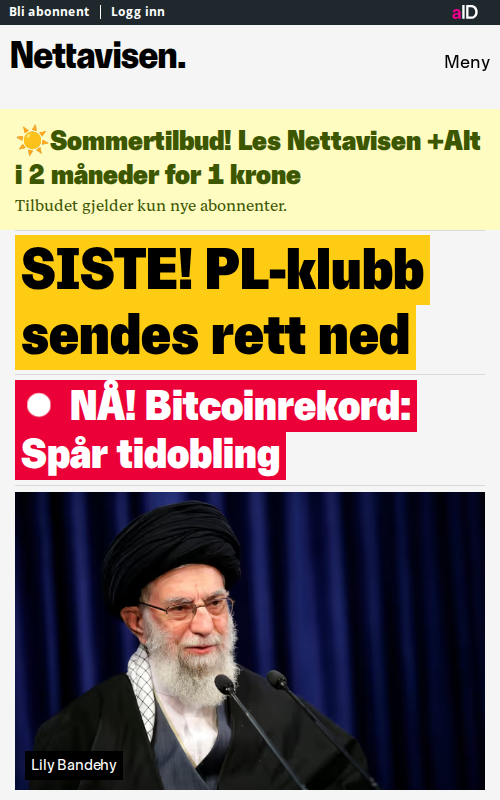 Bli abonnent | Logg inn
aID
Nettavisen.
Meny
☀️Sommertilbud! Les Nettavisen +Alt
i 2 måneder for 1 krone
Tilbudet gjelder kun nye abonnenter.
SISTE! PL-klubb
sendes rett ned
NÅ! Bitcoinrekord:
Spår tidobling
Lily Bandehy